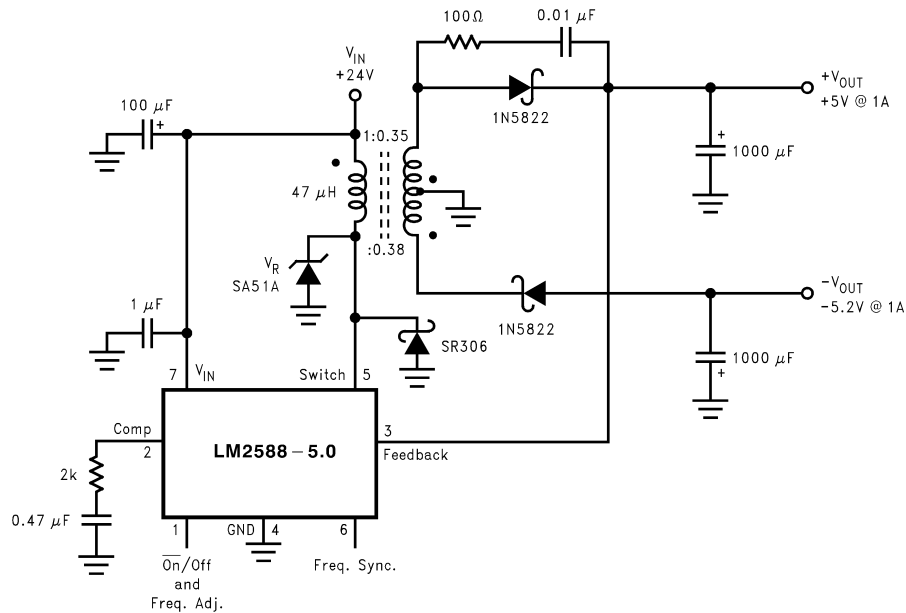 100Ω
0.01 μF
V_IN
+24V
100 μF
+
1:0.35
1N5822
+V_OUT
+5V @ 1A
+
1000 μF
47 μH
:0.38
V_R
SA51A
1N5822
-V_OUT
-5.2V @ 1A
1 μF
SR306
1000 μF
+
7
V_IN
Switch
5
Comp
2
LM2588-5.0
3
Feedback
2k
0.47 μF
1
GND
4
6
O̅n̅/Off
and
Freq. Adj.
Freq. Sync.